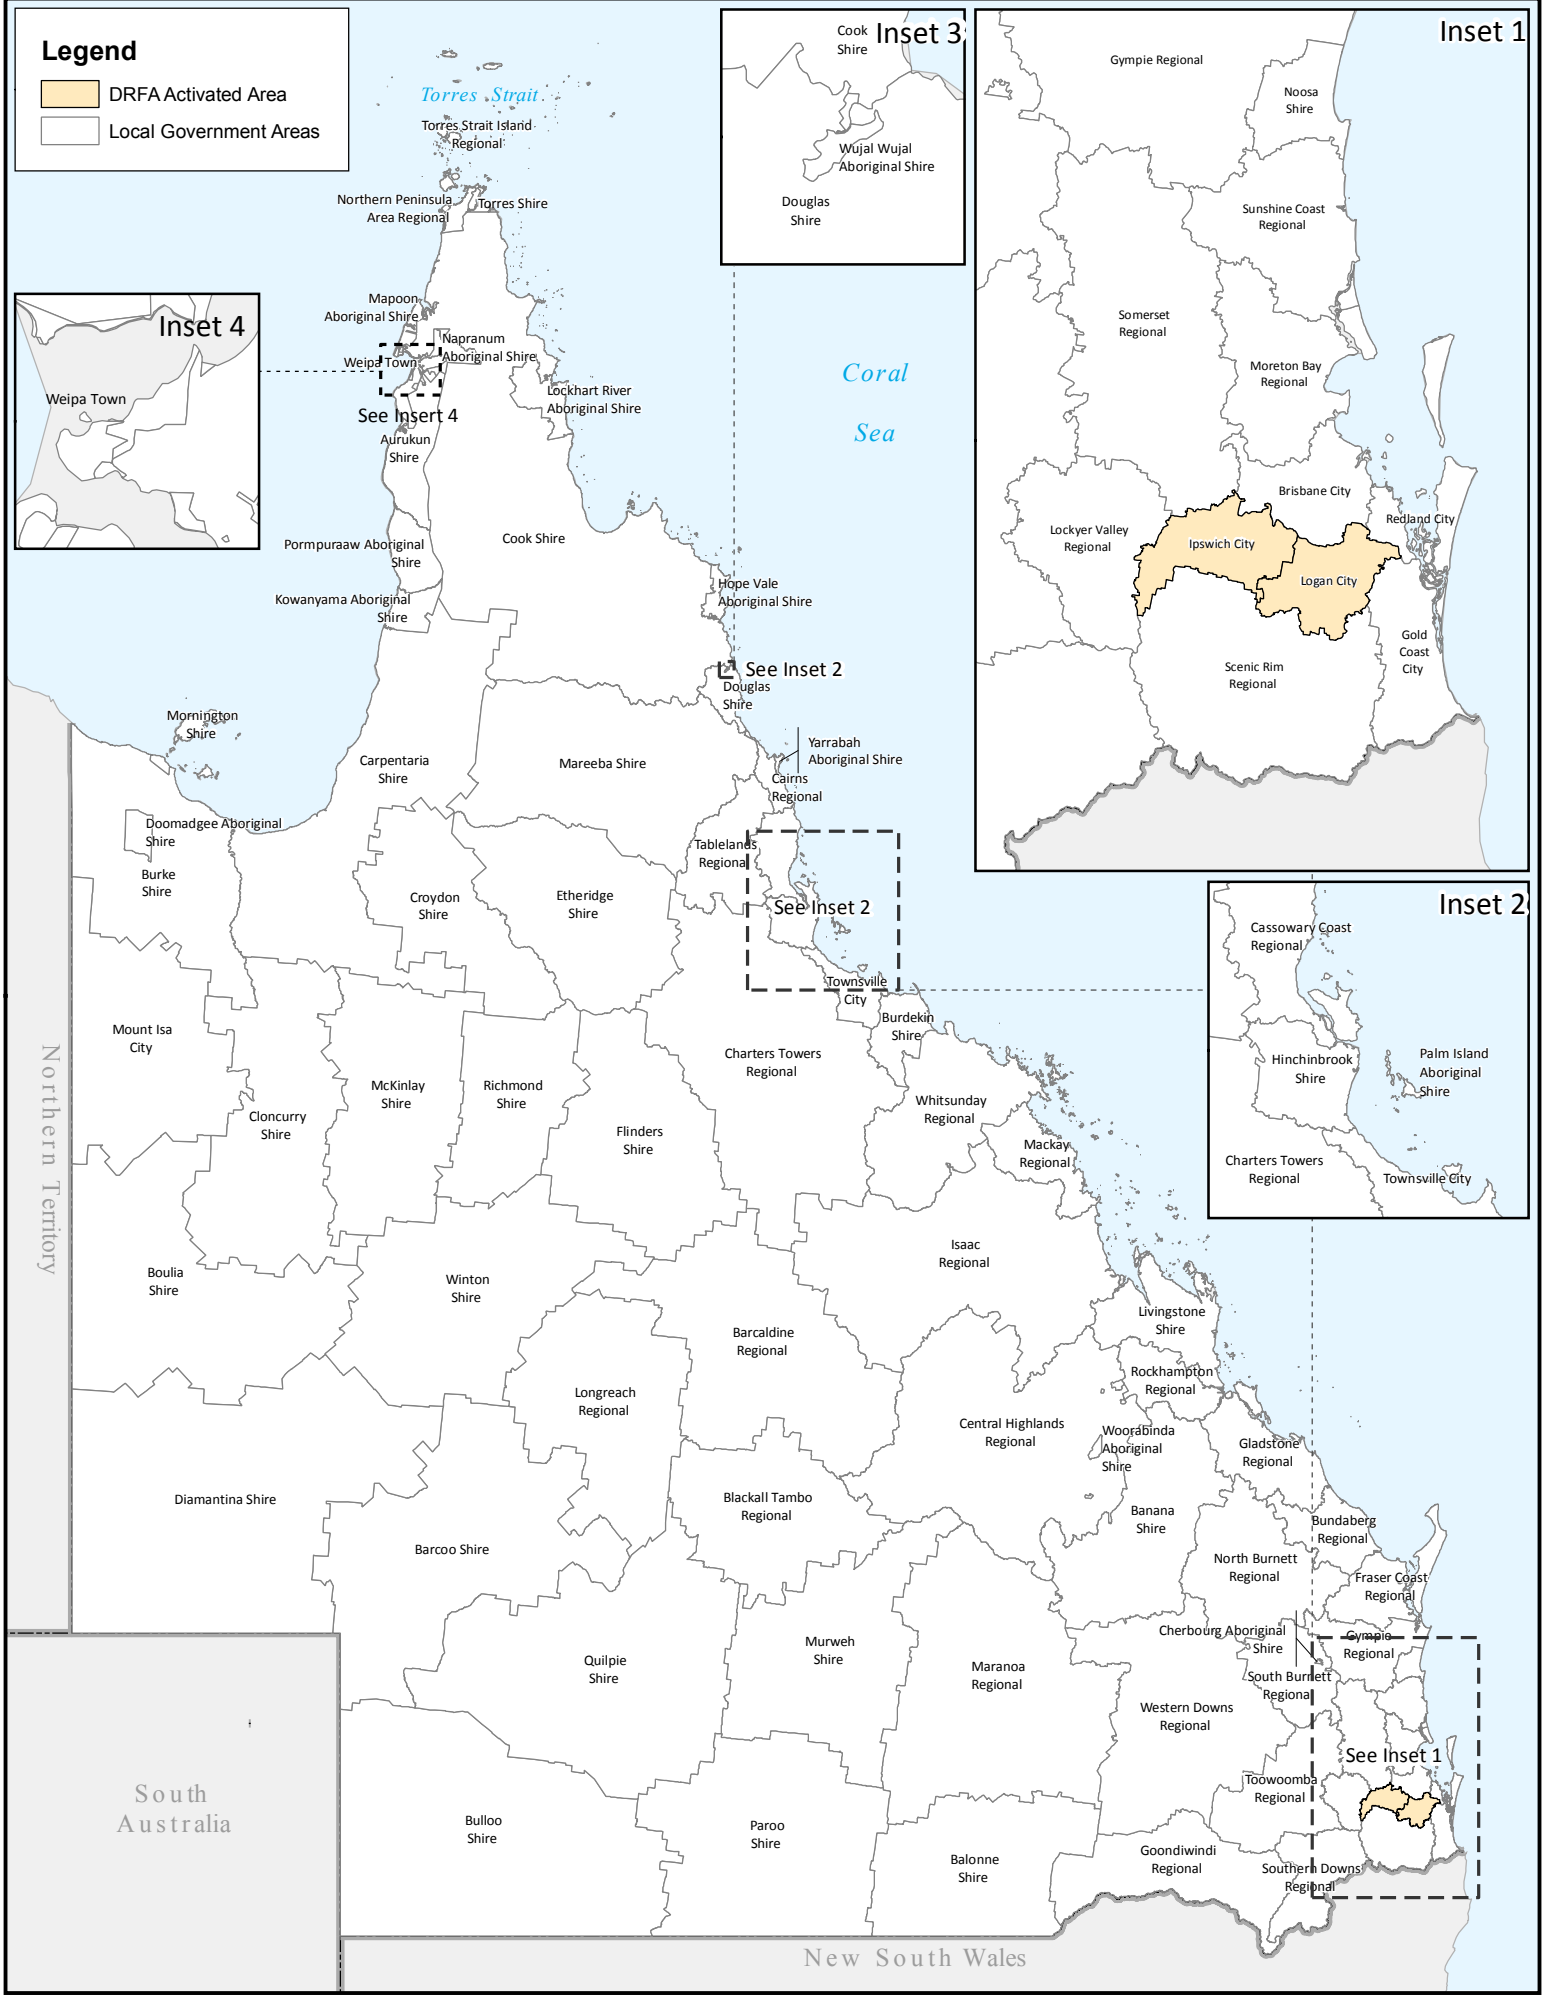 Legend
DRFA Activated Area
Local Government Areas
Torres Strait
Torres Strait Island
Regional
Northern Peninsula
Area Regional
Torres Shire
Mapoon
Aboriginal Shire
Napranum
Aboriginal Shire
Weipa Town
See Insert 4
Lockhart River
Aboriginal Shire
Aurukun
Shire
Coral
Sea
Cook Shire
Pormpuraaw Aboriginal
Shire
Kowanyama Aboriginal
Shire
Hope Vale
Aboriginal Shire
See Inset 2
Douglas
Shire
Mornington
Shire
Carpentaria
Shire
Mareeba Shire
Yarrabah
Aboriginal Shire
Cairns
Regional
Doomadgee Aboriginal
Shire
Burke
Shire
Tablelands
Regional
Croydon
Shire
Etheridge
Shire
See Inset 2
Townsville
City
Burdekin
Shire
Mount Isa
City
Charters Towers
Regional
Cloncurry
Shire
McKinlay
Shire
Richmond
Shire
Flinders
Shire
Whitsunday
Regional
Mackay
Regional
Northern Territory
Isaac
Regional
Boulia
Shire
Winton
Shire
Livingstone
Shire
Barcaldine
Regional
Rockhampton
Regional
Longreach
Regional
Central Highlands
Regional
Woorabinda
Aboriginal
Shire
Gladstone
Regional
Diamantina Shire
Blackall Tambo
Regional
Banana
Shire
Bundaberg
Regional
Barcoo Shire
North Burnett
Regional
Fraser Coast
Regional
Cherbourg Aboriginal
Shire
Gympie
Regional
Murweh
Shire
Quilpie
Shire
Maranoa
Regional
South Burnett
Regional
Western Downs
Regional
See Inset 1
Toowoomba
Regional
South
Australia
Bulloo
Shire
Paroo
Shire
Balonne
Shire
Goondiwindi
Regional
Southern Downs
Regional
New South Wales
Inset 4
Weipa Town
Inset 3
Cook
Shire
Wujal Wujal
Aboriginal Shire
Douglas
Shire
Inset 1
Gympie Regional
Noosa
Shire
Sunshine Coast
Regional
Somerset
Regional
Moreton Bay
Regional
Brisbane City
Redland City
Lockyer Valley
Regional
Ipswich City
Logan City
Gold
Coast
City
Scenic Rim
Regional
Inset 2
Cassowary Coast
Regional
Hinchinbrook
Shire
Palm Island
Aboriginal
Shire
Charters Towers
Regional
Townsville City